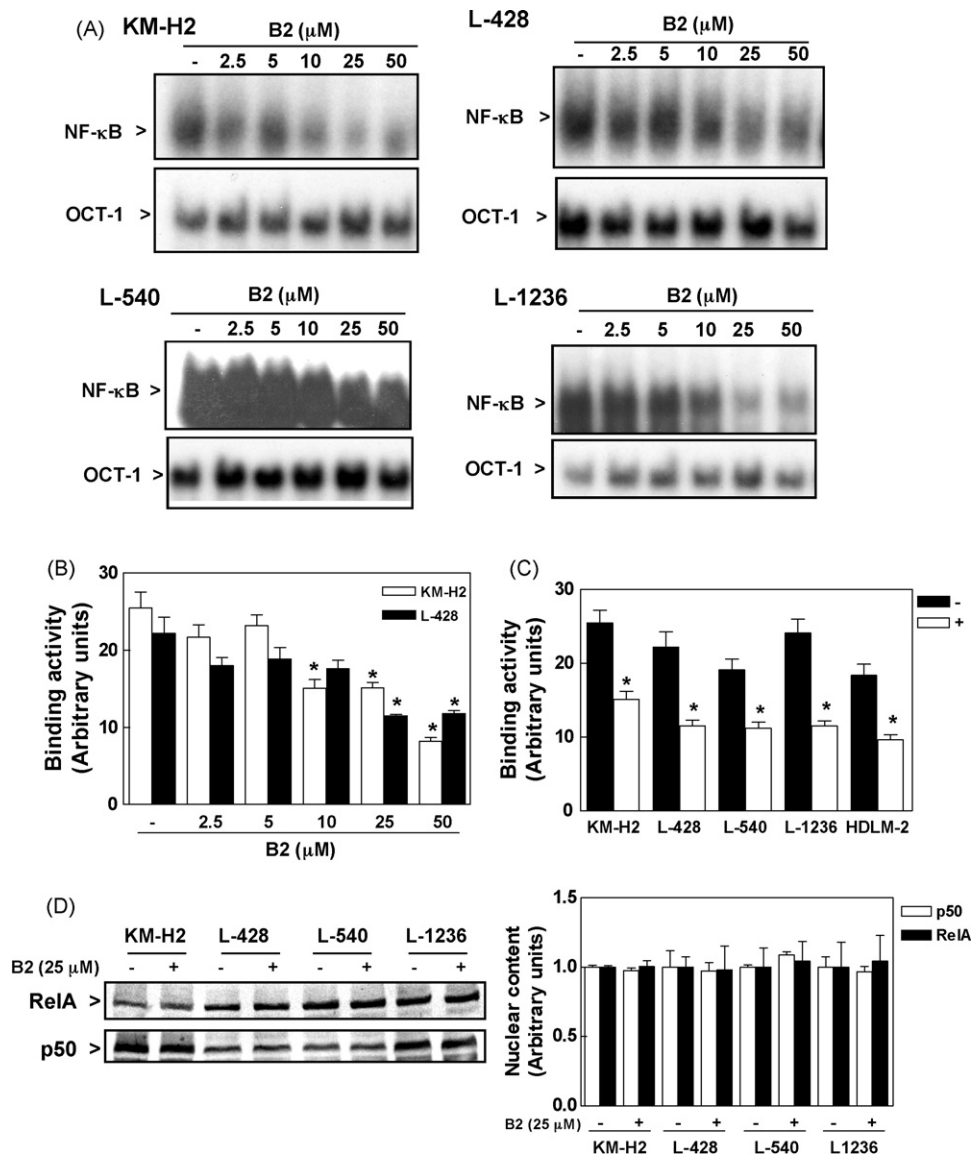 (A) KM-H2
B2 (μM)
- 2.5 5 10 25 50
NF-κB >
OCT-1 >
L-428
B2 (μM)
- 2.5 5 10 25 50
NF-κB >
OCT-1 >
L-540
B2 (μM)
- 2.5 5 10 25 50
NF-κB >
OCT-1 >
L-1236
B2 (μM)
- 2.5 5 10 25 50
NF-κB >
OCT-1 >
(B)
Binding activity
(Arbitrary units)
30
20
10
0
KM-H2
L-428
* * * * *
- 2.5 5 10 25 50
B2 (μM)
(C)
Binding activity
(Arbitrary units)
30
20
10
0
-
+
* * * * *
KM-H2 L-428 L-540 L-1236 HDLM-2
(D)
KM-H2 L-428 L-540 L-1236
B2 (25 μM) - + - + - + - +
RelA >
p50 >
Nuclear content
(Arbitrary units)
1.5
1.0
0.5
0.0
p50
RelA
B2 (25 μM) - + - + - + - +
KM-H2 L-428 L-540 L1236